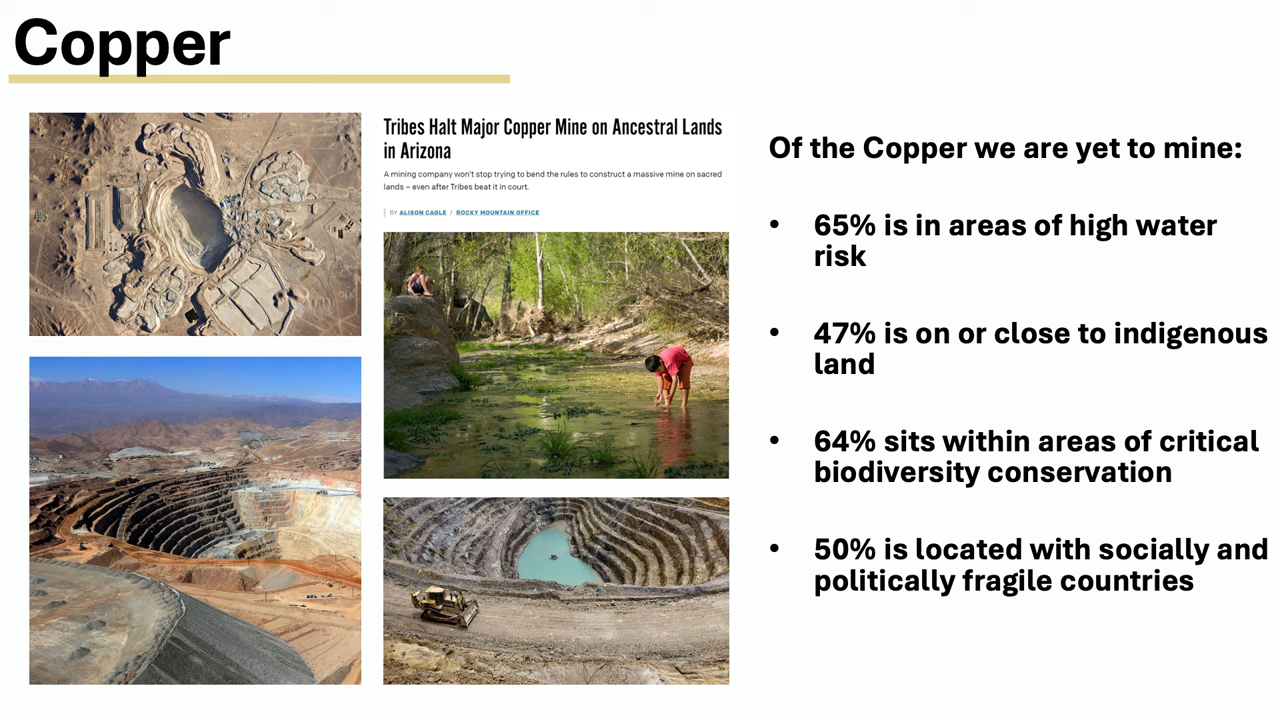 Copper
Tribes Halt Major Copper Mine on Ancestral Lands
in Arizona
A mining company won't stop trying to bend the rules to construct a massive mine on sacred
lands – even after Tribes beat it in court.
BY ALISON CAGLE / ROCKY MOUNTAIN OFFICE
Of the Copper we are yet to mine:
• 65% is in areas of high water
risk
• 47% is on or close to indigenous
land
• 64% sits within areas of critical
biodiversity conservation
• 50% is located with socially and
politically fragile countries